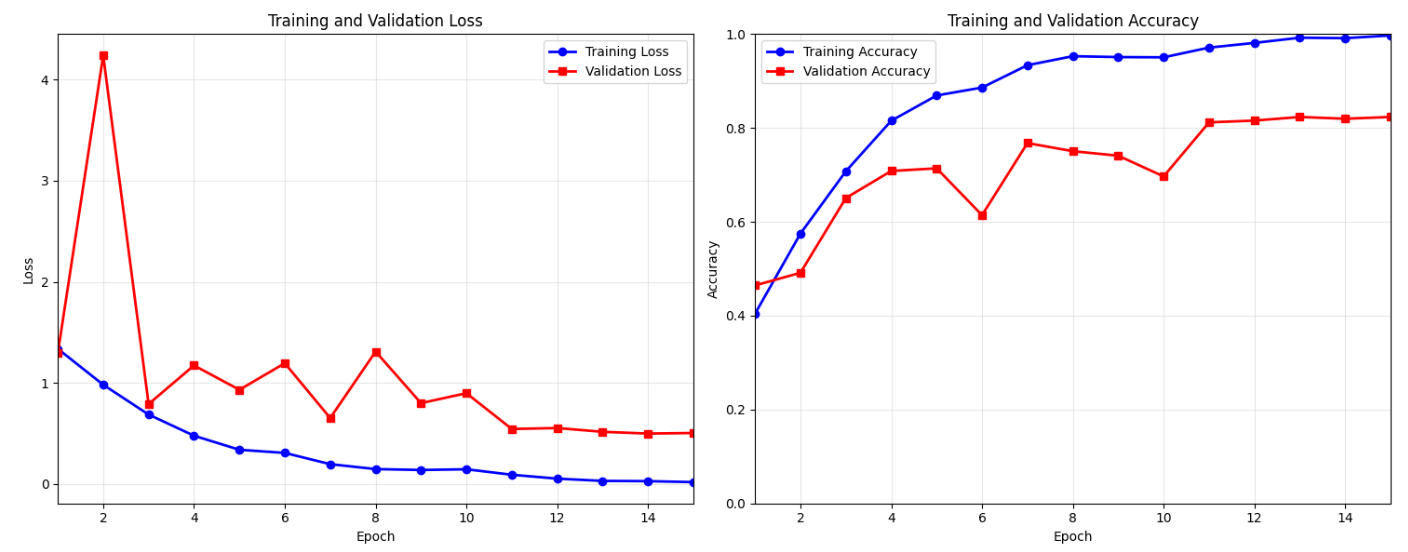 Training and Validation Loss
Training Loss
Validation Loss
4
3
2
1
0
Loss
2
4
6
8
10
12
14
Epoch
Training and Validation Accuracy
Training Accuracy
Validation Accuracy
1.0
0.8
0.6
0.4
0.2
0.0
Accuracy
2
4
6
8
10
12
14
Epoch